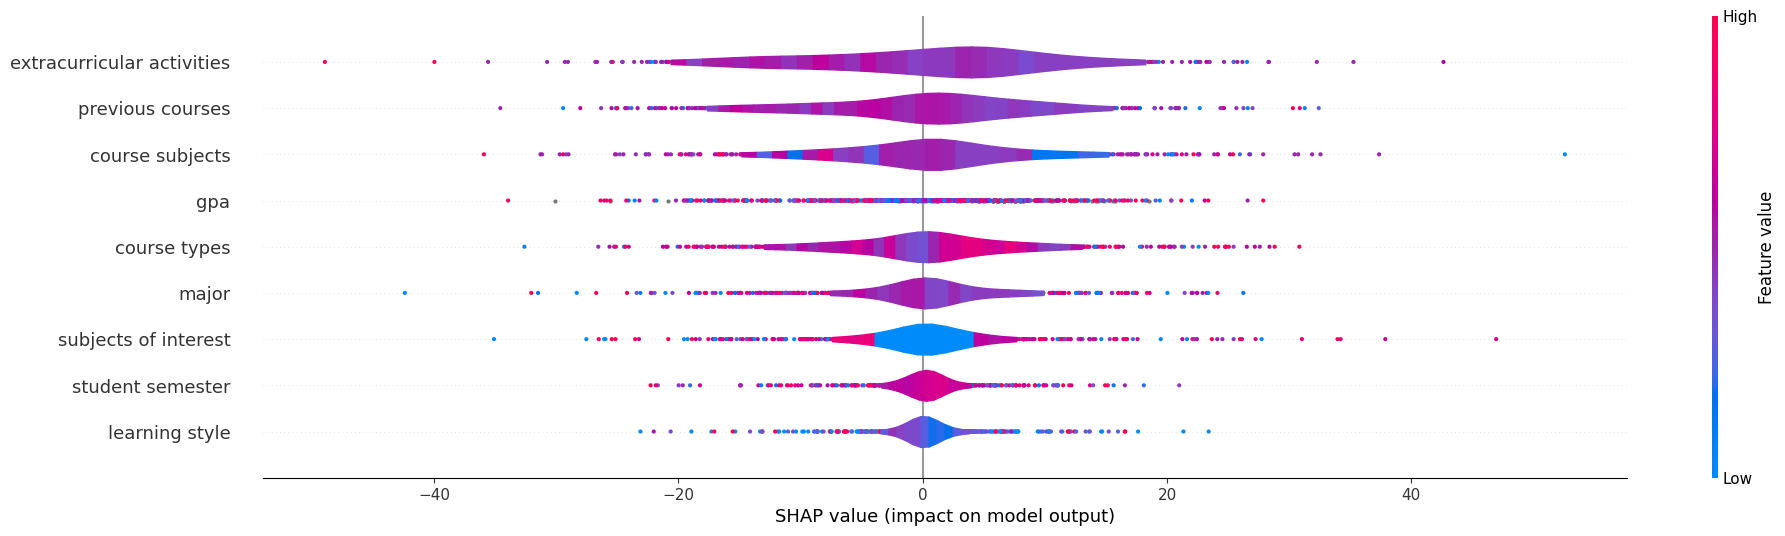 High
extracurricular activities
previous courses
course subjects
gpa
course types
major
subjects of interest
student semester
learning style
Feature value
Low
−40
−20
0
20
40
SHAP value (impact on model output)